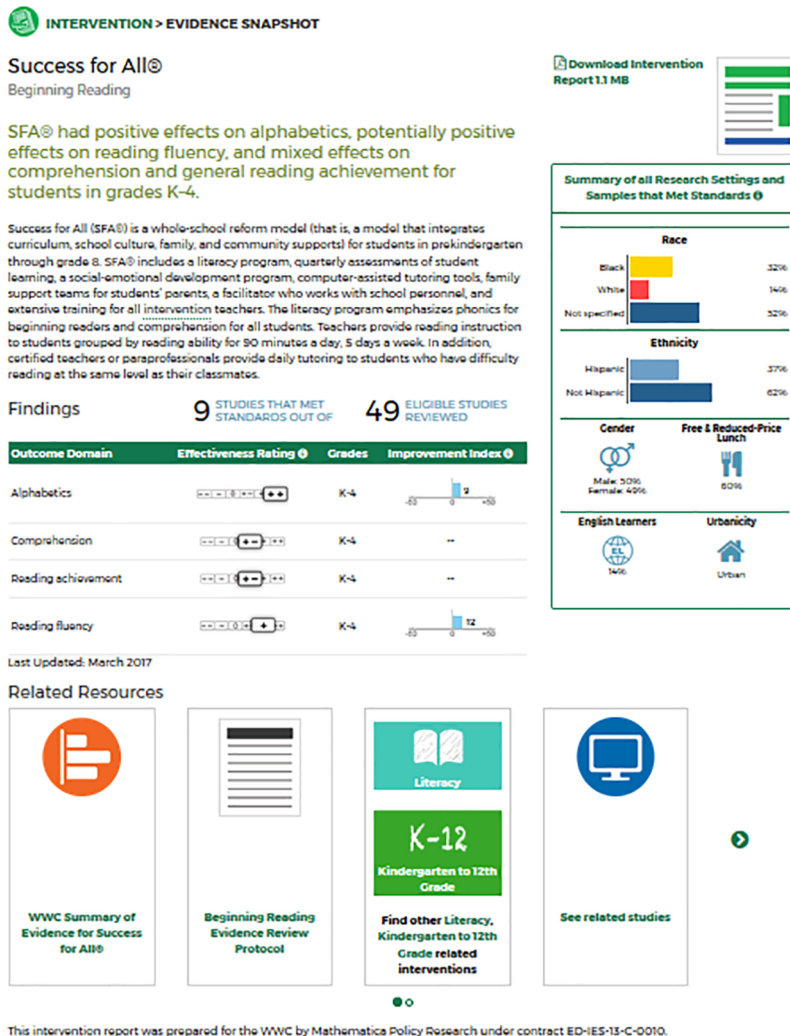 INTERVENTION > EVIDENCE SNAPSHOT
Success for All®
Beginning Reading
SFA® had positive effects on alphabetics, potentially positive
effects on reading fluency, and mixed effects on
comprehension and general reading achievement for
students in grades K-4.
Success for All (SFA®) is a whole-school reform model (that is, a model that integrates
curriculum, school culture, family, and community supports) for students in prekindergarten
through grade 8. SFA® includes a literacy program, quarterly assessments of student
learning, a social-emotional development program, computer-assisted tutoring tools, family
support teams for students' parents, a facilitator who works with school personnel, and
extensive training for all intervention teachers. The literacy program emphasizes phonics for
beginning readers and comprehension for all students. Teachers provide reading instruction
to students grouped by reading ability for 90 minutes a day, 5 days a week. In addition,
certified teachers or paraprofessionals provide daily tutoring to students who have difficulty
reading at the same level as their classmates.
Findings
9 STUDIES THAT MET
STANDARDS OUT OF
49 ELIGIBLE STUDIES
REVIEWED
Outcome Domain Effectiveness Rating Grades Improvement Index
Alphabetics -- - 0 +- + ++ K-4 9
-50 0 +50
Comprehension -- - 0 +- + ++ K-4 --
Reading achievement -- - 0 +- + ++ K-4 --
Reading fluency -- - 0 +- + ++ K-4 12
-50 0 +50
Last Updated: March 2017
Download Intervention
Report 1.1 MB
Summary of all Research Settings and
Samples that Met Standards
Race
Black 32%
White 14%
Not specified 52%
Ethnicity
Hispanic 37%
Not Hispanic 62%
Gender
Male: 50%
Female: 49%
Free & Reduced-Price
Lunch
60%
English Learners
EL
14%
Urbanicity
Urban
Related Resources
WWC Summary of
Evidence for Success
for All®
Beginning Reading
Evidence Review
Protocol
Literacy
K-12
Kindergarten to 12th
Grade
Find other Literacy,
Kindergarten to 12th
Grade related
interventions
See related studies
This intervention report was prepared for the WWC by Mathematica Policy Research under contract ED-IES-13-C-0010.